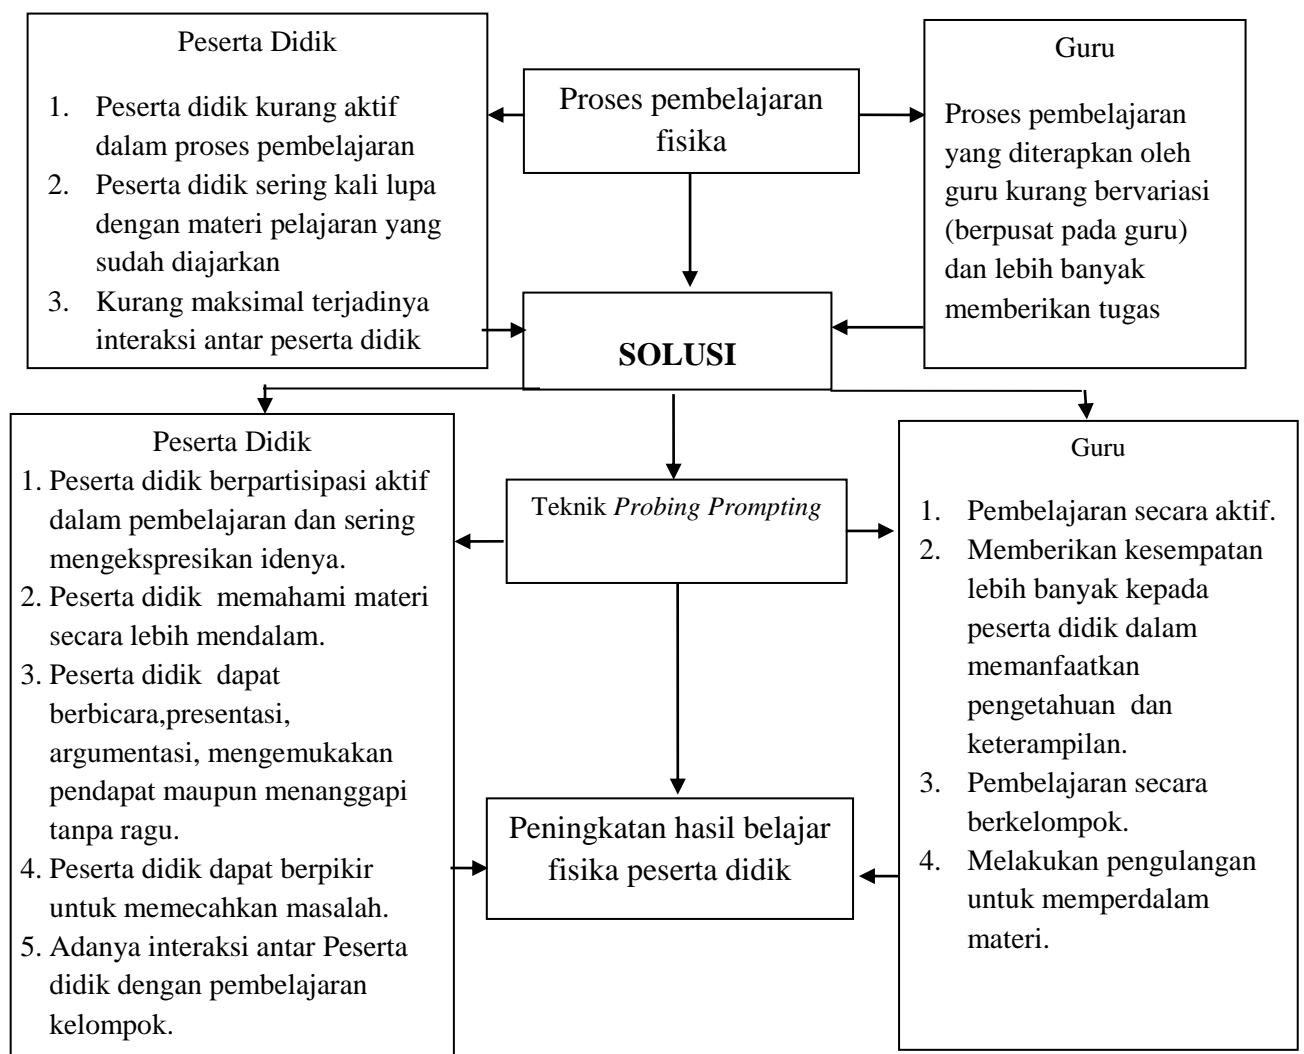 Peserta Didik
1. Peserta didik kurang aktif
dalam proses pembelajaran
2. Peserta didik sering kali lupa
dengan materi pelajaran yang
sudah diajarkan
3. Kurang maksimal terjadinya
interaksi antar peserta didik
Proses pembelajaran
fisika
Guru
Proses pembelajaran
yang diterapkan oleh
guru kurang bervariasi
(berpusat pada guru)
dan lebih banyak
memberikan tugas
SOLUSI
Peserta Didik
1. Peserta didik berpartisipasi aktif
dalam pembelajaran dan sering
mengekspresikan idenya.
2. Peserta didik memahami materi
secara lebih mendalam.
3. Peserta didik dapat
berbicara,presentasi,
argumentasi, mengemukakan
pendapat maupun menanggapi
tanpa ragu.
4. Peserta didik dapat berpikir
untuk memecahkan masalah.
5. Adanya interaksi antar Peserta
didik dengan pembelajaran
kelompok.
Teknik Probing Prompting
Guru
1. Pembelajaran secara aktif.
2. Memberikan kesempatan
lebih banyak kepada
peserta didik dalam
memanfaatkan
pengetahuan dan
keterampilan.
3. Pembelajaran secara
berkelompok.
4. Melakukan pengulangan
untuk memperdalam
materi.
Peningkatan hasil belajar
fisika peserta didik